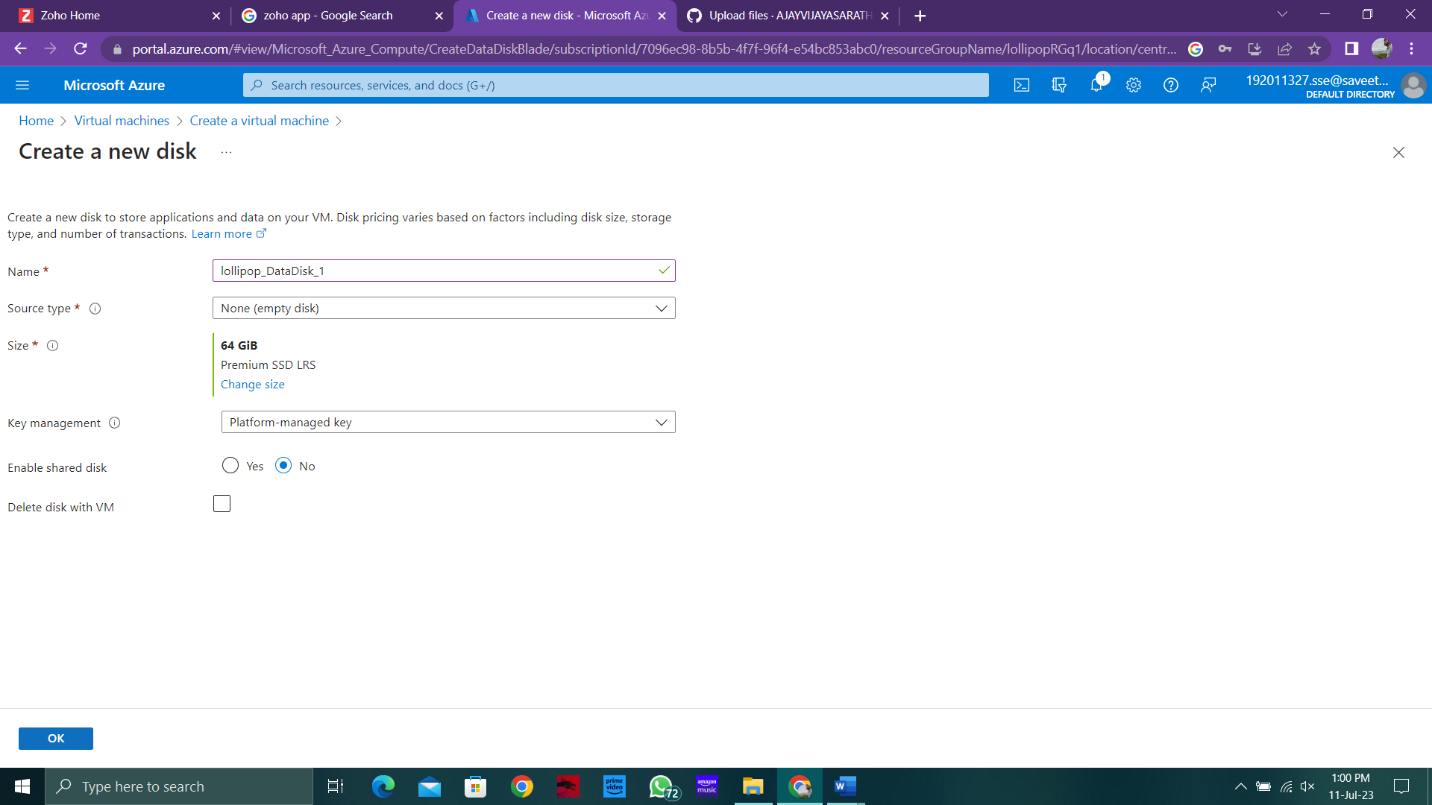 Zoho Home
zoho app - Google Search
Create a new disk - Microsoft Az
Upload files · AJAYVIJAYASARATH
portal.azure.com/#view/Microsoft_Azure_Compute/CreateDataDiskBlade/subscriptionId/7096ec98-8b5b-4f7f-96f4-e54bc853abc0/resourceGroupName/lollipopRGq1/location/centr...
Microsoft Azure
Search resources, services, and docs (G+/)
1
192011327.sse@saveet...
DEFAULT DIRECTORY
Home > Virtual machines > Create a virtual machine >
Create a new disk ...
Create a new disk to store applications and data on your VM. Disk pricing varies based on factors including disk size, storage
type, and number of transactions. Learn more
Name *
lollipop_DataDisk_1
Source type *
None (empty disk)
Size *
64 GiB
Premium SSD LRS
Change size
Key management
Platform-managed key
Enable shared disk
Yes
No
Delete disk with VM
OK
Type here to search
prime video
72
amazon music
1:00 PM
11-Jul-23